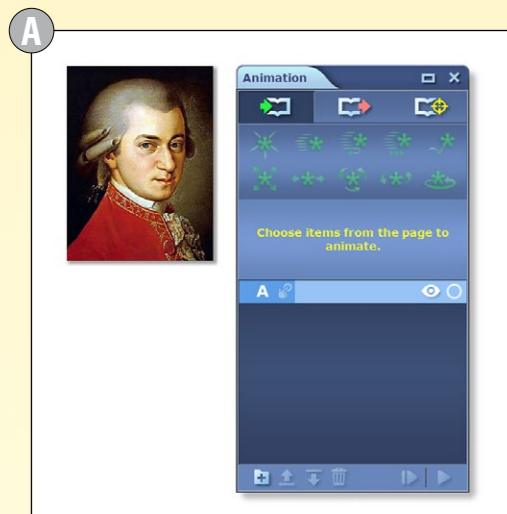 A
Animation
Choose items from the page to
animate.
A